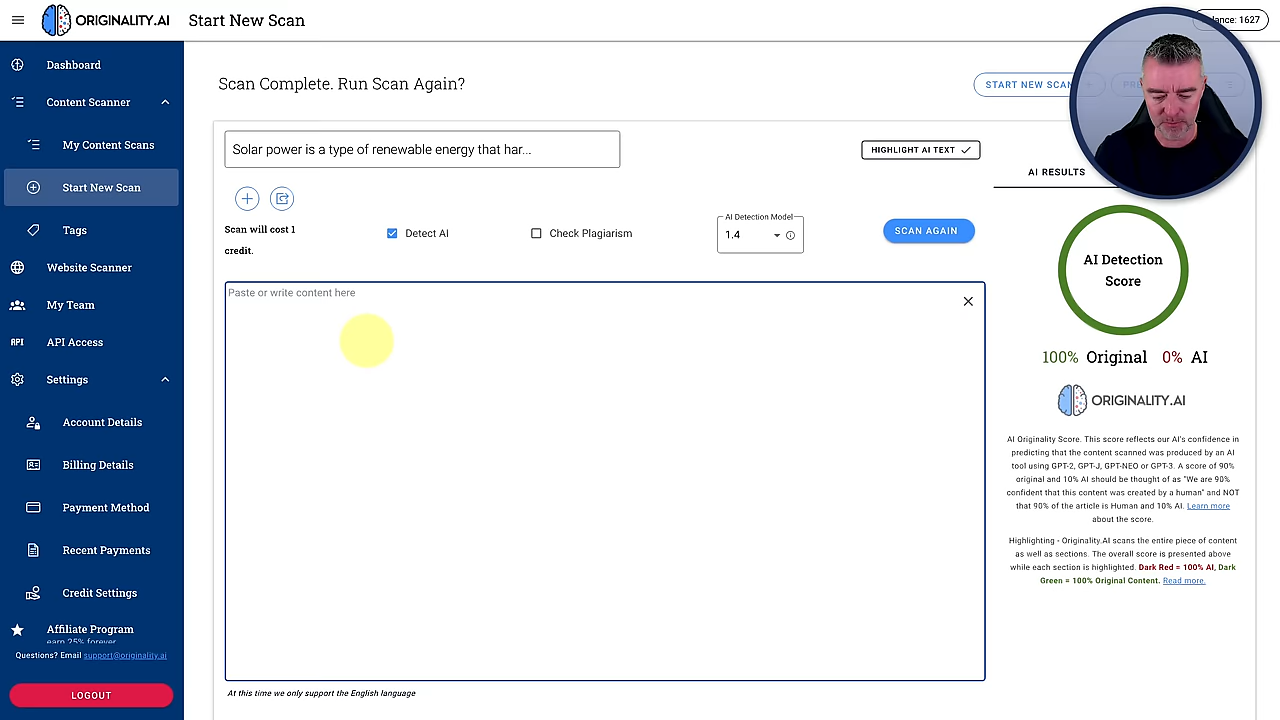 ORIGINALITY.AI
Start New Scan
1627
Dashboard
Content Scanner
My Content Scans
Start New Scan
Tags
Website Scanner
My Team
API
API Access
Settings
Account Details
Billing Details
Payment Method
Recent Payments
Credit Settings
Affiliate Program
earn 25% forever
Questions? Email support@originality.ai
LOGOUT
Scan Complete. Run Scan Again?
START NEW SCAN
Solar power is a type of renewable energy that har...
HIGHLIGHT AI TEXT
Scan will cost 1
credit.
Detect AI
Check Plagiarism
AI Detection Model
1.4
SCAN AGAIN
Paste or write content here
At this time we only support the English language
AI RESULTS
AI Detection
Score
100% Original 0% AI
ORIGINALITY.AI
AI Originality Score. This score reflects our AI's confidence in
predicting that the content scanned was produced by an AI
tool using GPT-2, GPT-J, GPT-NEO or GPT-3. A score of 90%
original and 10% AI should be thought of as "We are 90%
confident that this content was created by a human" and NOT
that 90% of the article is Human and 10% AI. Learn more
about the score.
Highlighting - Originality.AI scans the entire piece of content
as well as sections. The overall score is presented above
while each section is highlighted. Dark Red = 100% AI, Dark
Green = 100% Original Content. Read more.